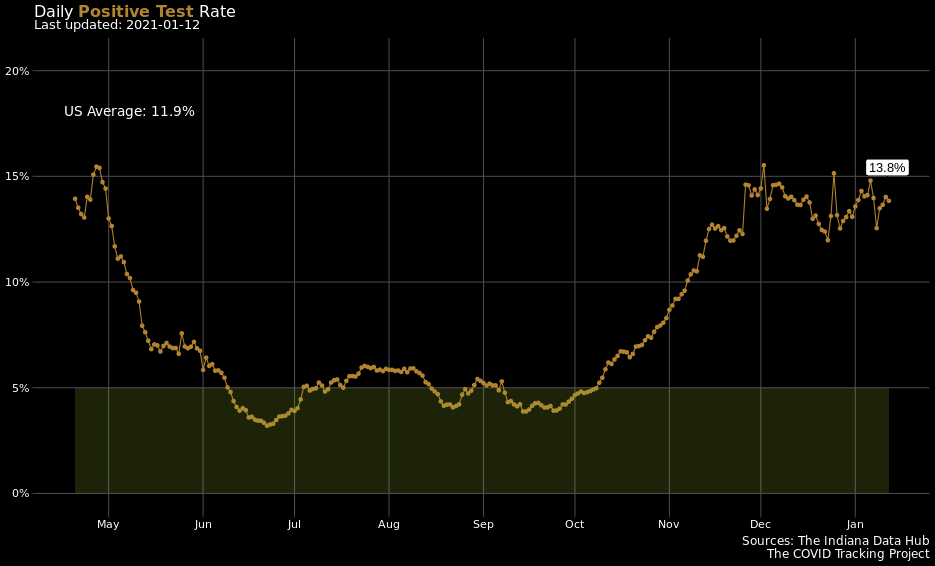 Daily Positive Test Rate
Last updated: 2021-01-12
20%
US Average: 11.9%
13.8%
15%
10%
5%
0%
May Jun Jul Aug Sep Oct Nov Dec Jan
Sources: The Indiana Data Hub
The COVID Tracking Project